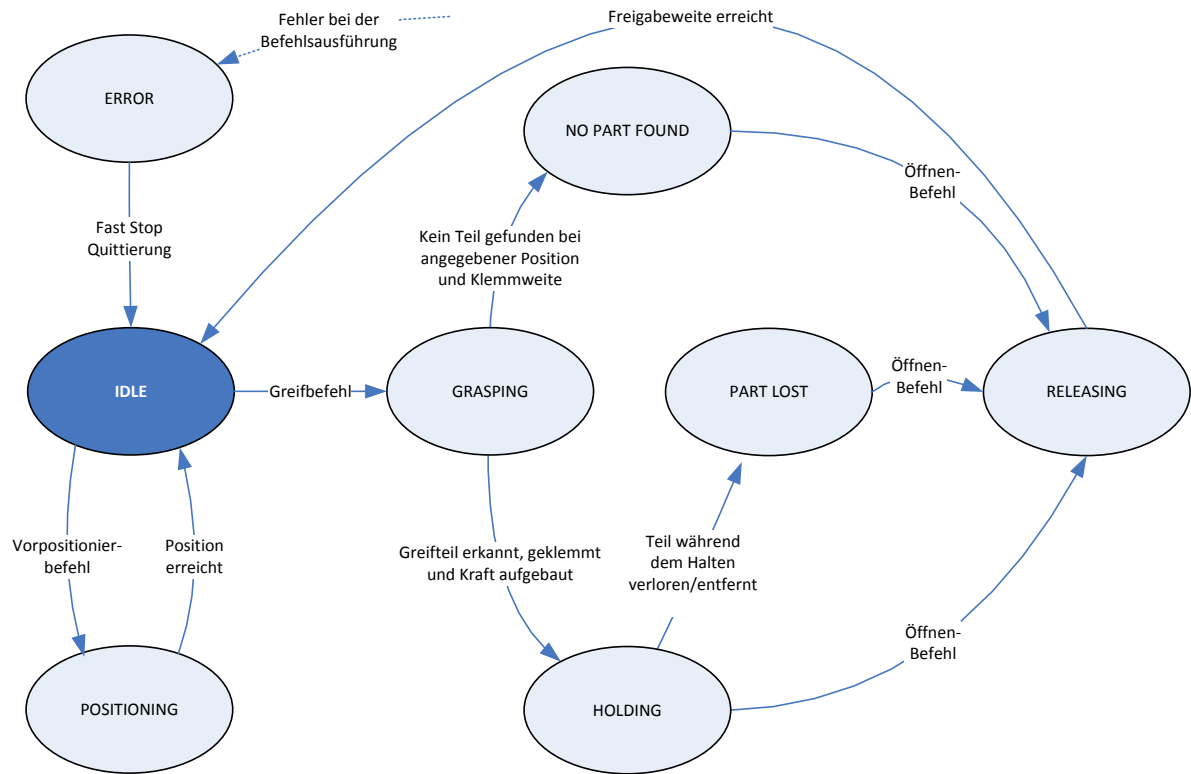 Fehler bei der
Befehlsausführung
Freigabeweite erreicht
ERROR
NO PART FOUND
Öffnen-
Befehl
Fast Stop
Quittierung
Kein Teil gefunden bei
angegebener Position
und Klemmweite
IDLE
Greifbefehl
GRASPING
PART LOST
Öffnen-
Befehl
RELEASING
Vorpositionier-
befehl
Position
erreicht
Greifteil erkannt, geklemmt
und Kraft aufgebaut
Teil während
dem Halten
verloren/entfernt
Öffnen-
Befehl
POSITIONING
HOLDING